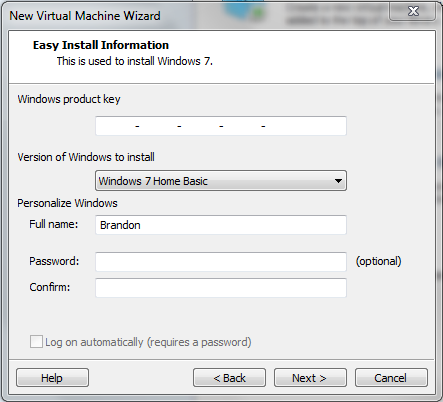 New Virtual Machine Wizard
Easy Install Information
This is used to install Windows 7.
Windows product key
- - - -
Version of Windows to install
Windows 7 Home Basic
Personalize Windows
Full name: Brandon
Password: (optional)
Confirm:
Log on automatically (requires a password)
Help < Back Next > Cancel